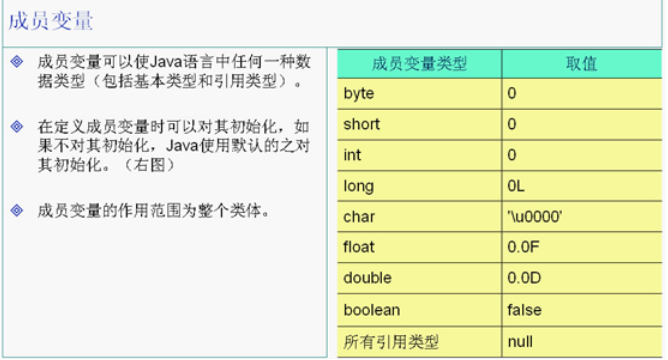 成员变量
成员变量可以使Java语言中任何一种数
据类型（包括基本类型和引用类型）。
在定义成员变量时可以对其初始化，如
果不对其初始化，Java使用默认的之对
其初始化。（右图）
成员变量的作用范围为整个类体。
成员变量类型 取值
byte 0
short 0
int 0
long 0L
char '\u0000'
float 0.0F
double 0.0D
boolean false
所有引用类型 null